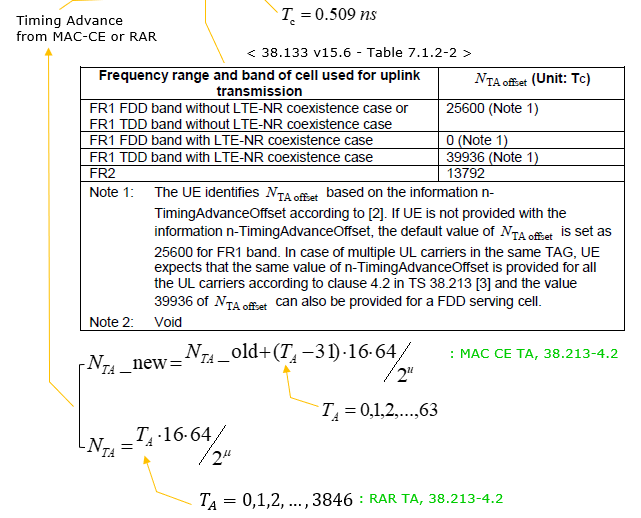 Timing Advance
from MAC-CE or RAR
T_c = 0.509 ns
< 38.133 v15.6 - Table 7.1.2-2 >
Frequency range and band of cell used for uplink transmission
N_TA offset (Unit: TC)
FR1 FDD band without LTE-NR coexistence case or
FR1 TDD band without LTE-NR coexistence case
25600 (Note 1)
FR1 FDD band with LTE-NR coexistence case
0 (Note 1)
FR1 TDD band with LTE-NR coexistence case
39936 (Note 1)
FR2
13792
Note 1: The UE identifies N_TA offset based on the information n-
TimingAdvanceOffset according to [2]. If UE is not provided with the
information n-TimingAdvanceOffset, the default value of N_TA offset is set as
25600 for FR1 band. In case of multiple UL carriers in the same TAG, UE
expects that the same value of n-TimingAdvanceOffset is provided for all
the UL carriers according to clause 4.2 in TS 38.213 [3] and the value
39936 of N_TA offset can also be provided for a FDD serving cell.
Note 2: Void
N_TA _new = N_TA _old+(T_A −31)·16·64/2^u
: MAC CE TA, 38.213-4.2
T_A = 0,1,2,...,63
N_TA = T_A ·16·64/2^μ
T_A = 0,1,2, ... , 3846 : RAR TA, 38.213-4.2